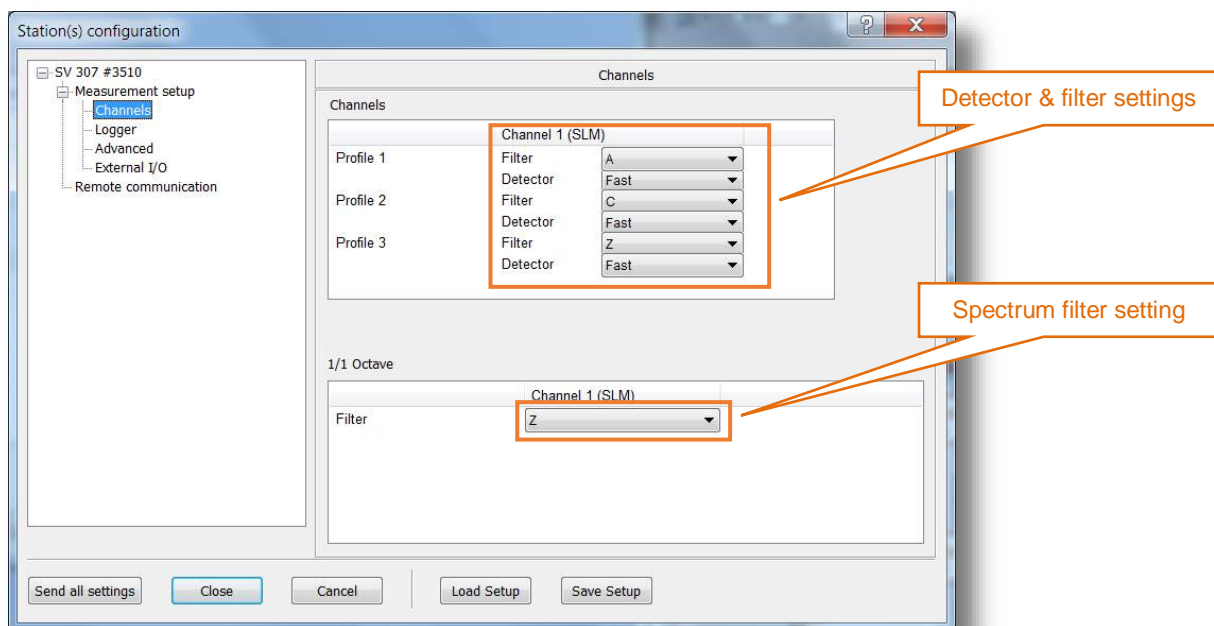 Station(s) configuration
SV 307 #3510
Measurement setup
Channels
Logger
Advanced
External I/O
Remote communication
Channels
Channels
Channel 1 (SLM)
Profile 1 Filter A
Detector Fast
Profile 2 Filter C
Detector Fast
Profile 3 Filter Z
Detector Fast
Detector & filter settings
1/1 Octave
Channel 1 (SLM)
Filter Z
Spectrum filter setting
Send all settings Close Cancel Load Setup Save Setup